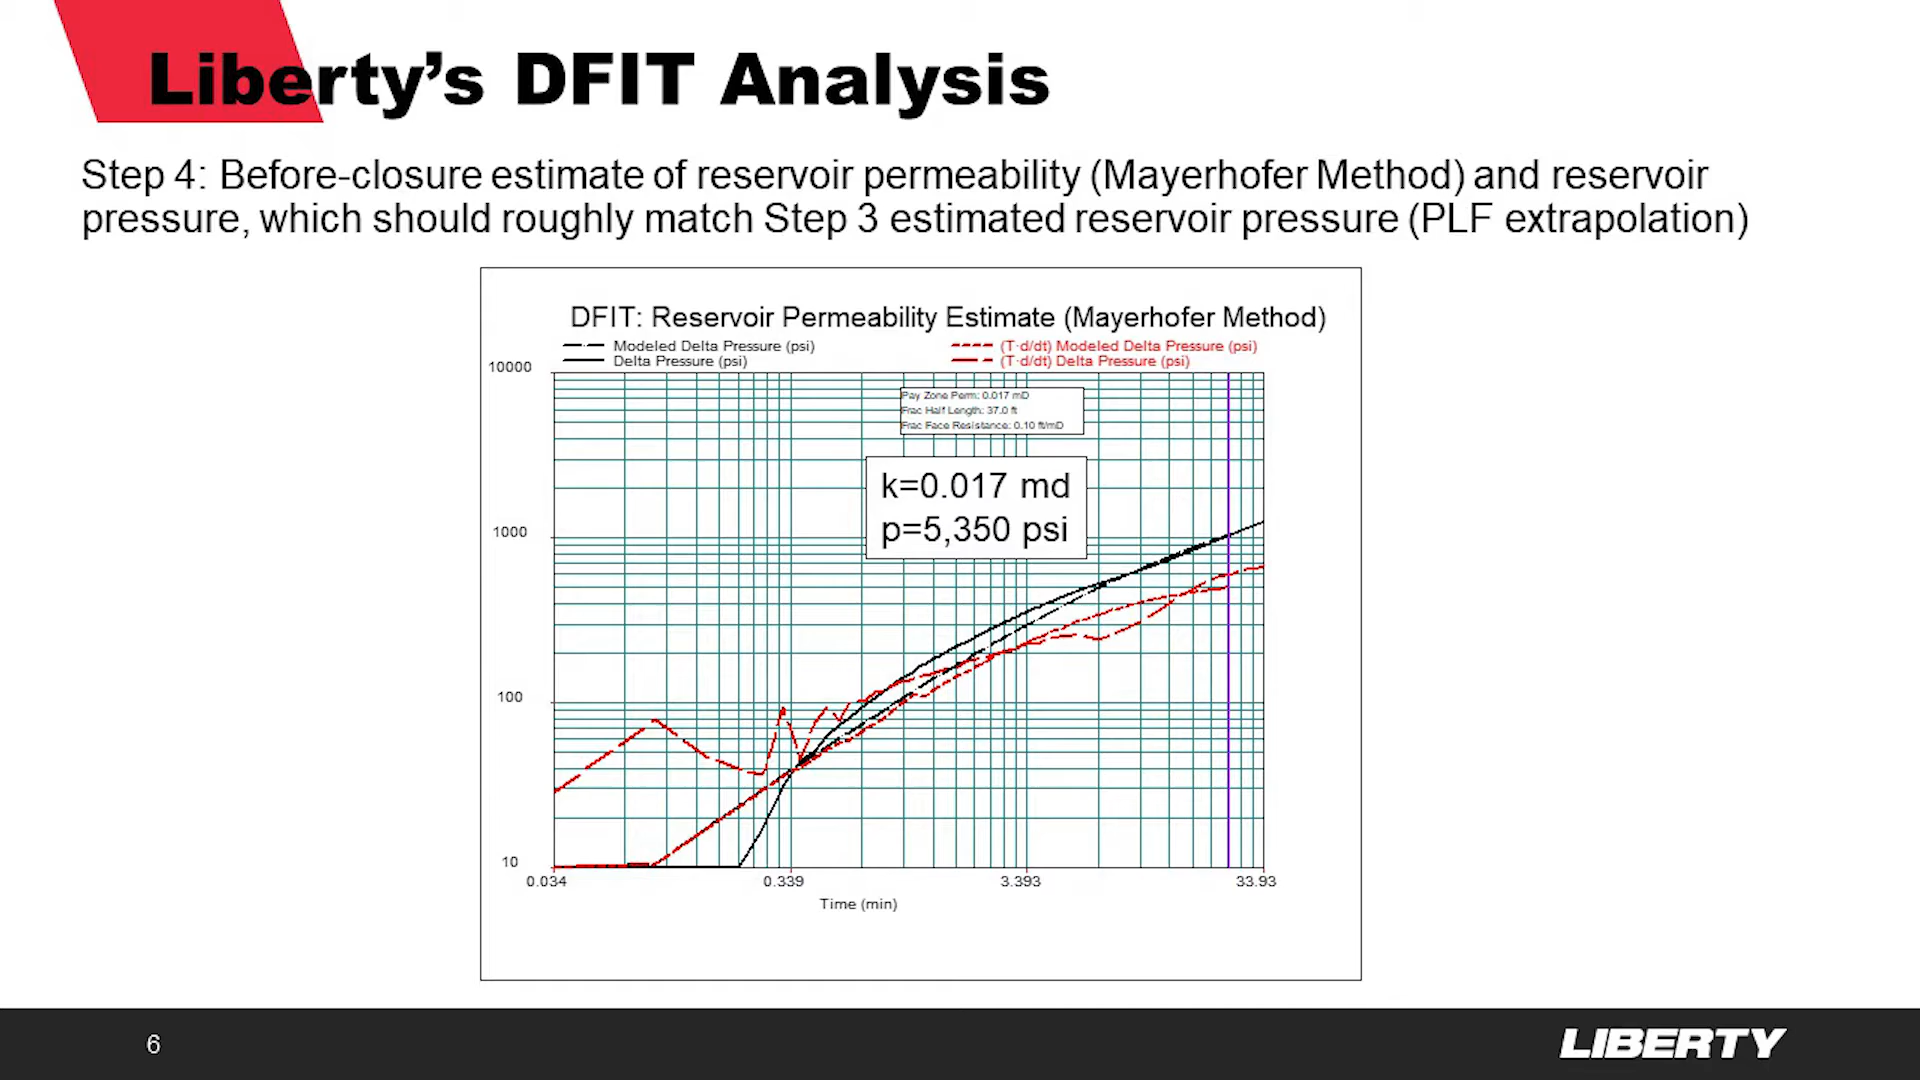 Liberty’s DFIT Analysis
Step 4: Before-closure estimate of reservoir permeability (Mayerhofer Method) and reservoir
pressure, which should roughly match Step 3 estimated reservoir pressure (PLF extrapolation)
DFIT: Reservoir Permeability Estimate (Mayerhofer Method)
Modeled Delta Pressure (psi)
Delta Pressure (psi)
(T·d/dt) Modeled Delta Pressure (psi)
(T·d/dt) Delta Pressure (psi)
10000
1000
100
10
Pay Zone Perm: 0.017 mD
Frac Half Length: 37.0 ft
Frac Face Resistance: 0.10 ft/mD
k=0.017 md
p=5,350 psi
0.034
0.339
3.393
33.93
Time (min)
6
LIBERTY